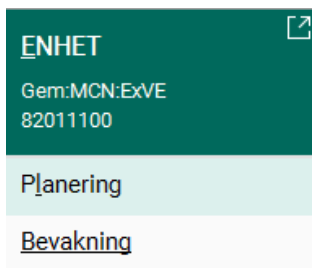 ENHET
Gem:MCN:ExVE
82011100
Planering
Bevakning